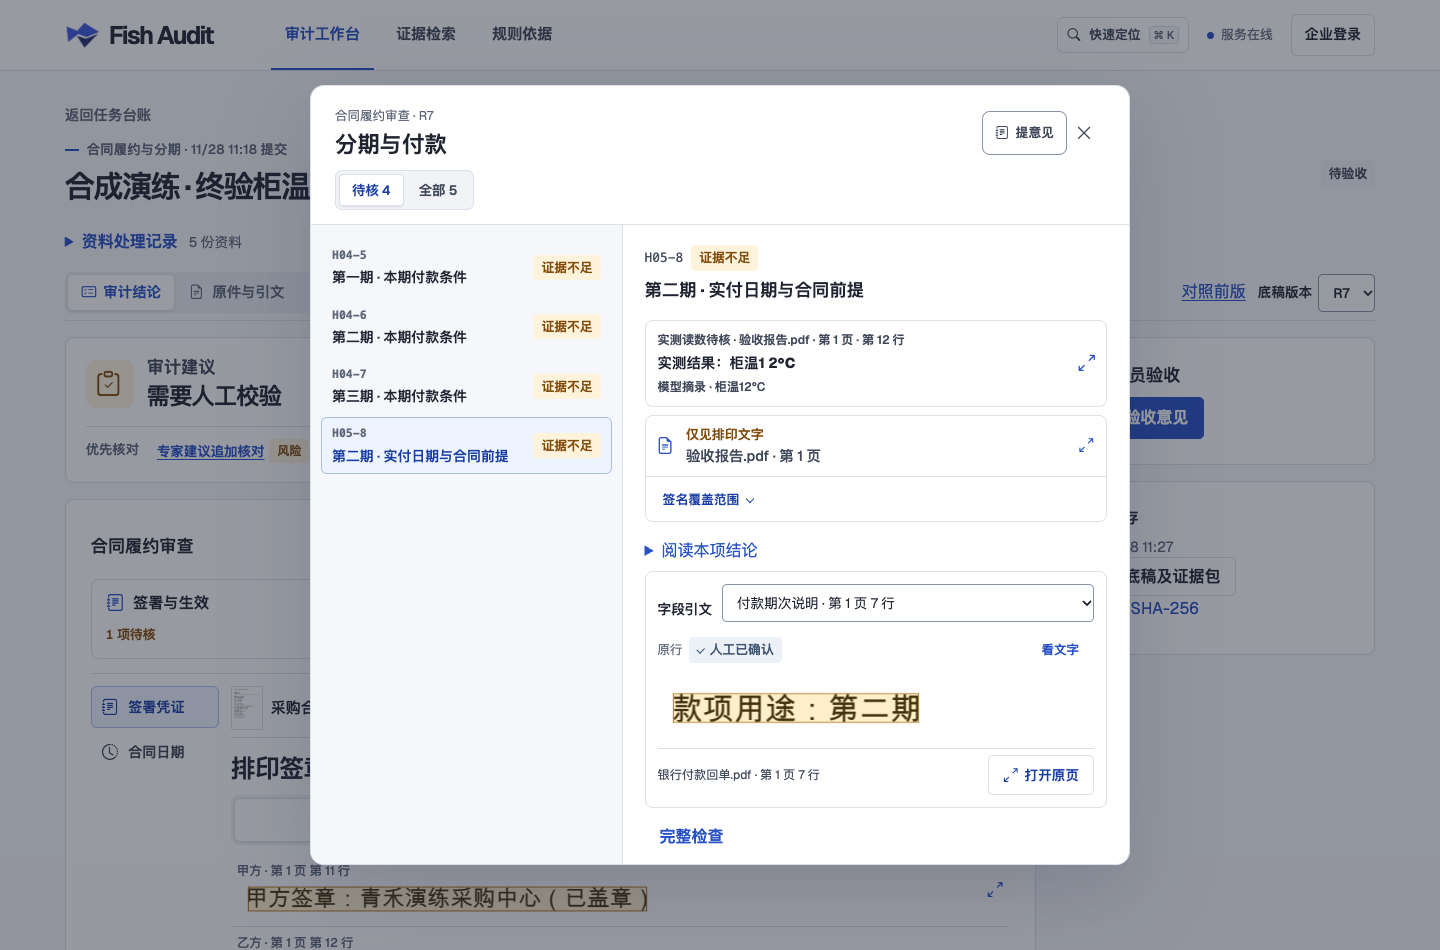 Fish Audit
审计工作台
证据检索
规则依据
快速定位 ⌘ K
服务在线
企业登录
返回任务台账
合同履约与分期 · 11/28 11:18 提交
合成演练 · 终验柜温
待验收
资料处理记录 5 份资料
审计结论
原件与引文
对照前版 底稿版本 R7
审计建议
需要人工校验
优先核对 专家建议追加核对 风险
员验收
验收意见
合同履约审查
签署与生效
1 项待核
签署凭证
合同日期
采购合
排印签章
甲方 · 第 1 页 第 11 行
甲方签章：青禾演练采购中心（已盖章）
乙方 · 第 1 页 第 12 行
存
8 11:27
底稿及证据包
SHA-256
合同履约审查 · R7
分期与付款
提意见
待核 4
全部 5
H04-5
第一期 · 本期付款条件
证据不足
H04-6
第二期 · 本期付款条件
证据不足
H04-7
第三期 · 本期付款条件
证据不足
H05-8
第二期 · 实付日期与合同前提
证据不足
H05-8 证据不足
第二期 · 实付日期与合同前提
实测读数待核 · 验收报告.pdf · 第 1 页 · 第 12 行
实测结果：柜温1 2°C
模型摘录 · 柜温12°C
仅见排印文字
验收报告.pdf · 第 1 页
签名覆盖范围
阅读本项结论
字段引文 付款期次说明 · 第 1 页 7 行
原行 人工已确认 看文字
款项用途：第二期
银行付款回单.pdf · 第 1 页 7 行
打开原页
完整检查